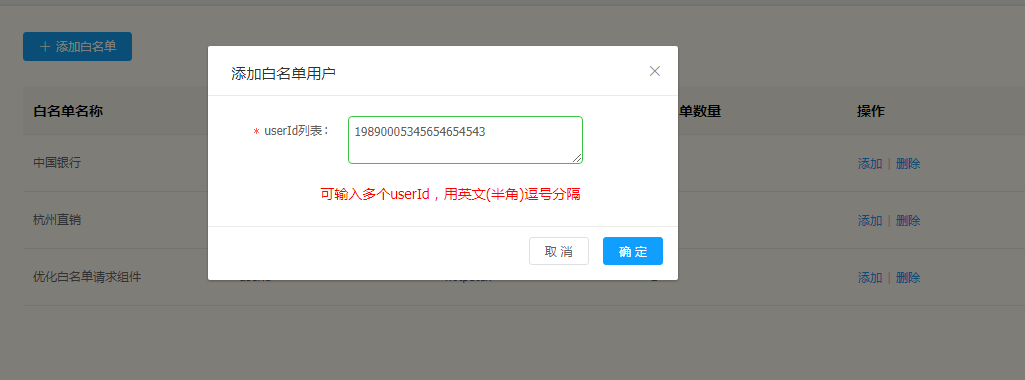 ＋ 添加白名单
添加白名单用户
白名单名称
单数量
操作
* userId列表：
19890005345654654543
中国银行
添加 | 删除
可输入多个userId，用英文(半角)逗号分隔
杭州直销
添加 | 删除
取 消
确 定
优化白名单请求组件
添加 | 删除